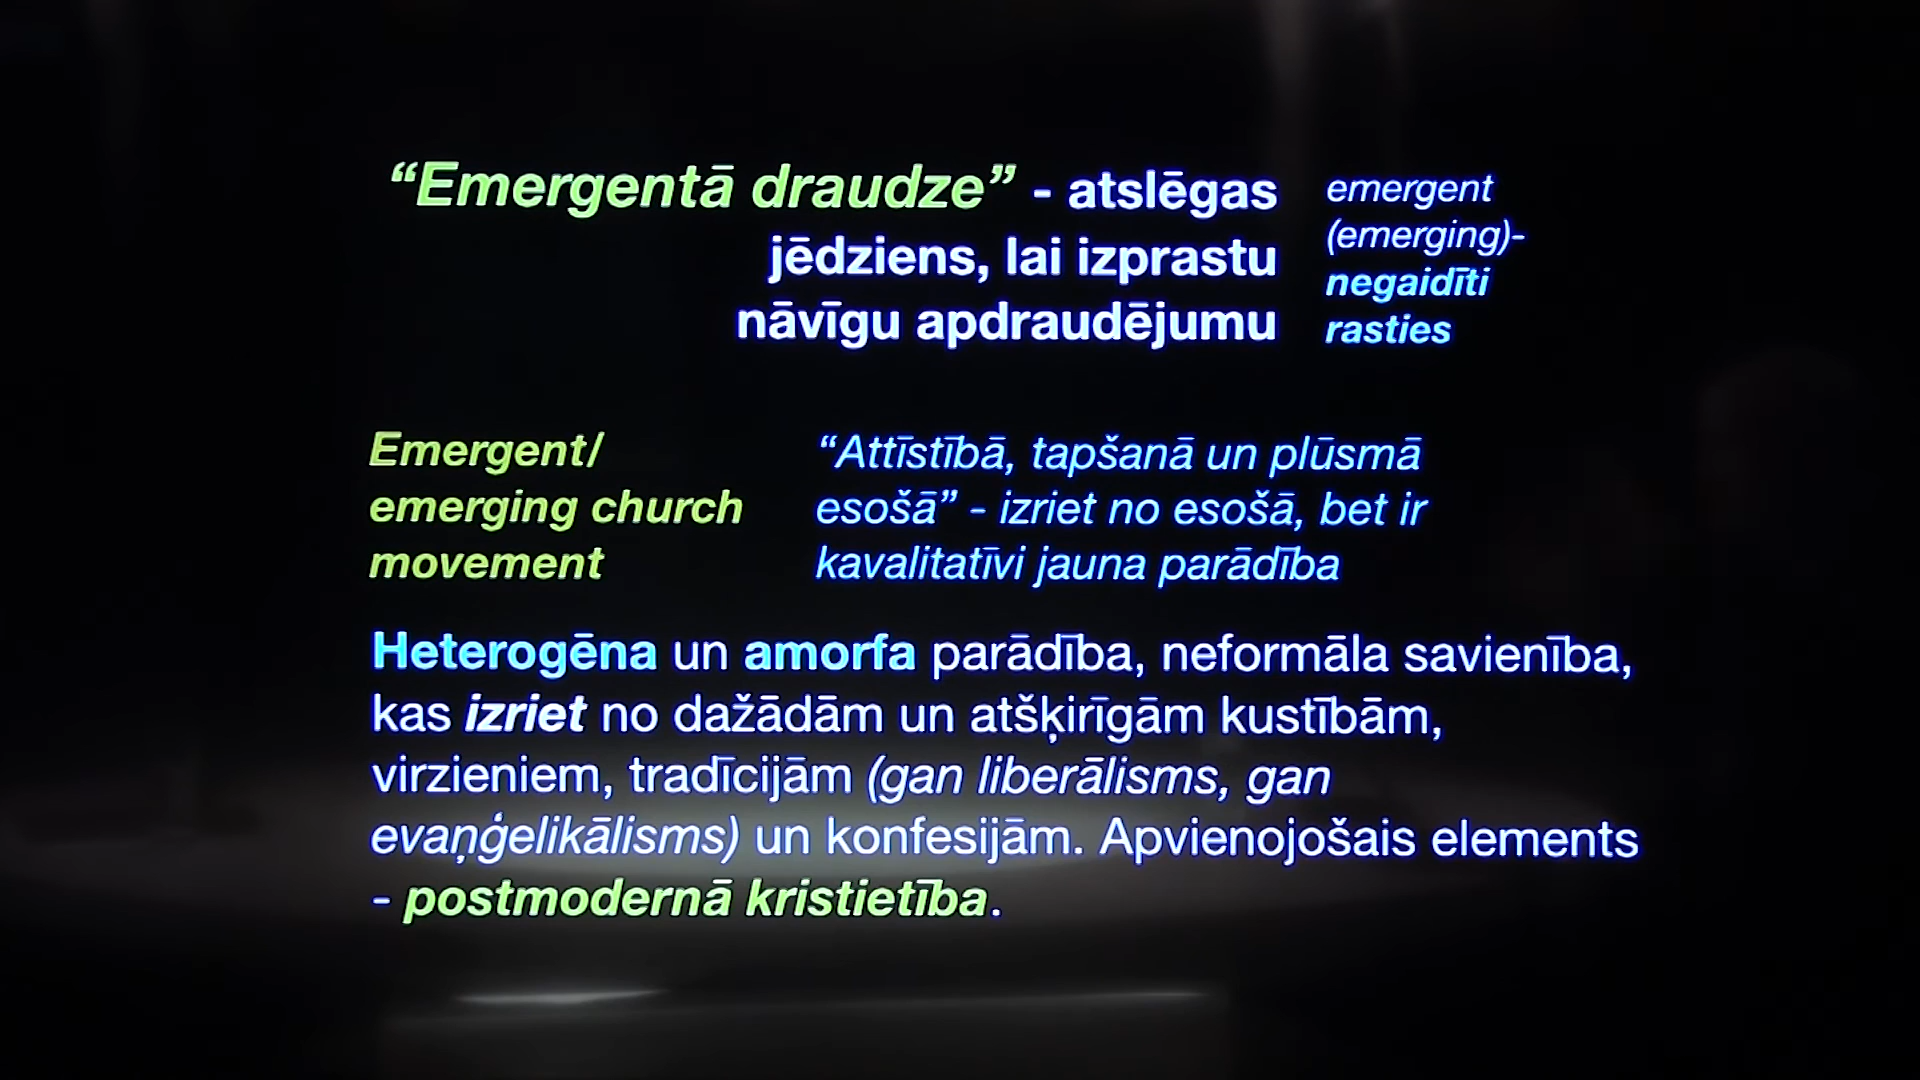 “Emergentā draudze” - atslēgas
jēdziens, lai izprastu
nāvīgu apdraudējumu
emergent
(emerging)-
negaidīti
rasties
Emergent/
emerging church
movement
“Attīstībā, tapšanā un plūsmā
esošā” - izriet no esošā, bet ir
kavalitatīvi jauna parādība
Heterogēna un amorfa parādība, neformāla savienība,
kas izriet no dažādām un atšķirīgām kustībām,
virzieniem, tradīcijām (gan liberālisms, gan
evaņģelikālisms) un konfesijām. Apvienojošais elements
- postmodernā kristietība.